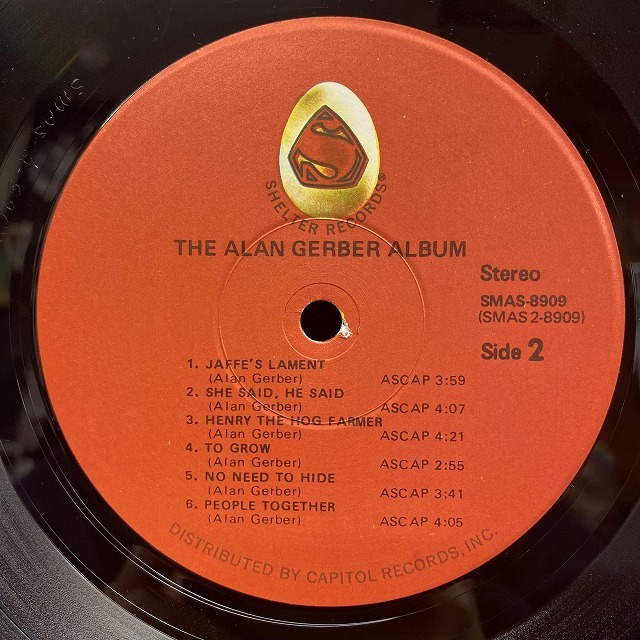 S
SHELTER RECORDS®
THE ALAN GERBER ALBUM
Stereo
SMAS-8909
(SMAS 2-8909)
Side 2
1. JAFFE'S LAMENT
(Alan Gerber) ASCAP 3:59
2. SHE SAID, HE SAID
(Alan Gerber) ASCAP 4:07
3. HENRY THE HOG FARMER
(Alan Gerber) ASCAP 4:21
4. TO GROW
(Alan Gerber) ASCAP 2:55
5. NO NEED TO HIDE
(Alan Gerber) ASCAP 3:41
6. PEOPLE TOGETHER
(Alan Gerber) ASCAP 4:05
DISTRIBUTED BY CAPITOL RECORDS, INC.